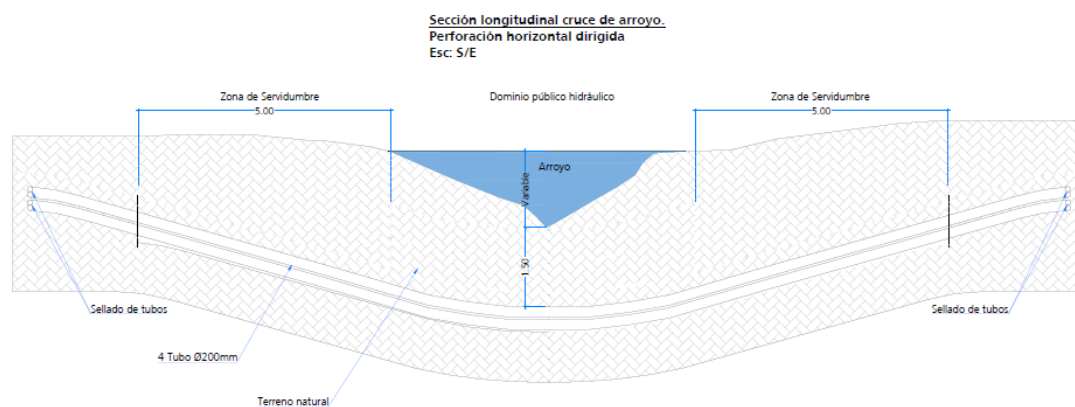 Sección longitudinal cruce de arroyo.
Perforación horizontal dirigida
Esc: S/E
Zona de Servidumbre
Dominio público hidráulico
Zona de Servidumbre
5.00
5.00
Arroyo
Variable
1.50
Sellado de tubos
Sellado de tubos
4 Tubo Ø200mm
Terreno natural